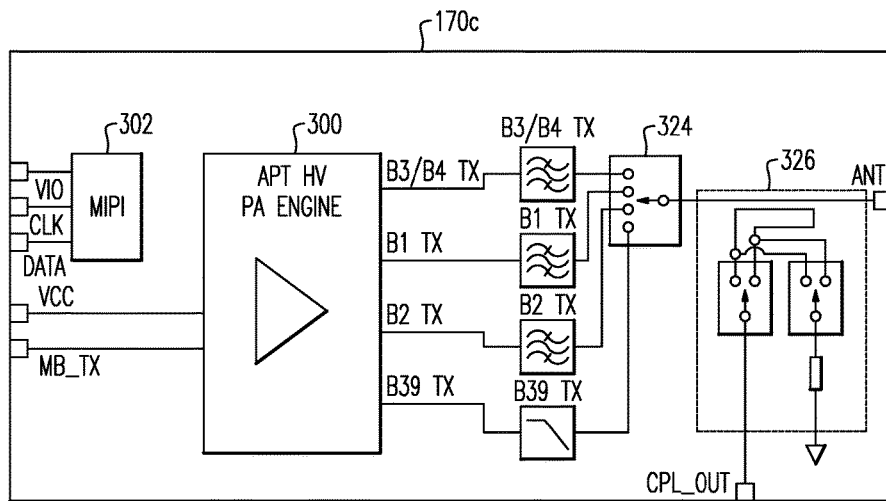 170c
302
300
324
326
MIPI
VIO
CLK
DATA
VCC
MB_TX
APT HV
PA ENGINE
B3/B4 TX
B1 TX
B2 TX
B39 TX
B3/B4 TX
B1 TX
B2 TX
B39 TX
ANT
CPL_OUT